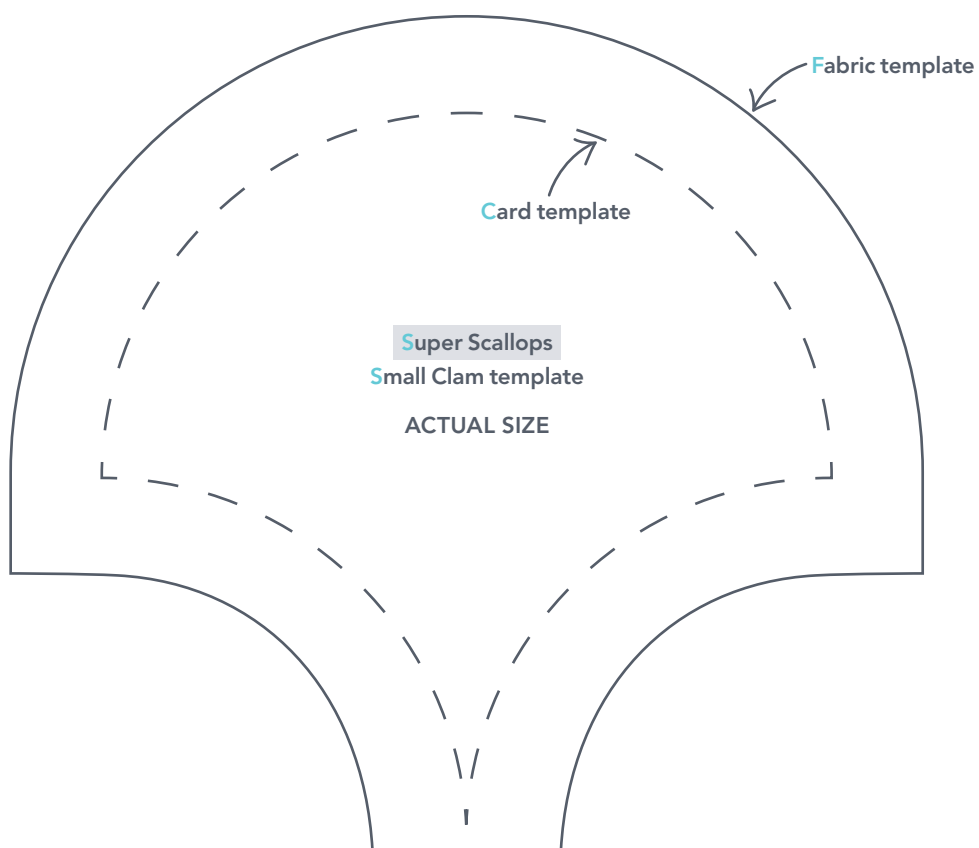 Fabric template
Card template
Super Scallops
Small Clam template
ACTUAL SIZE